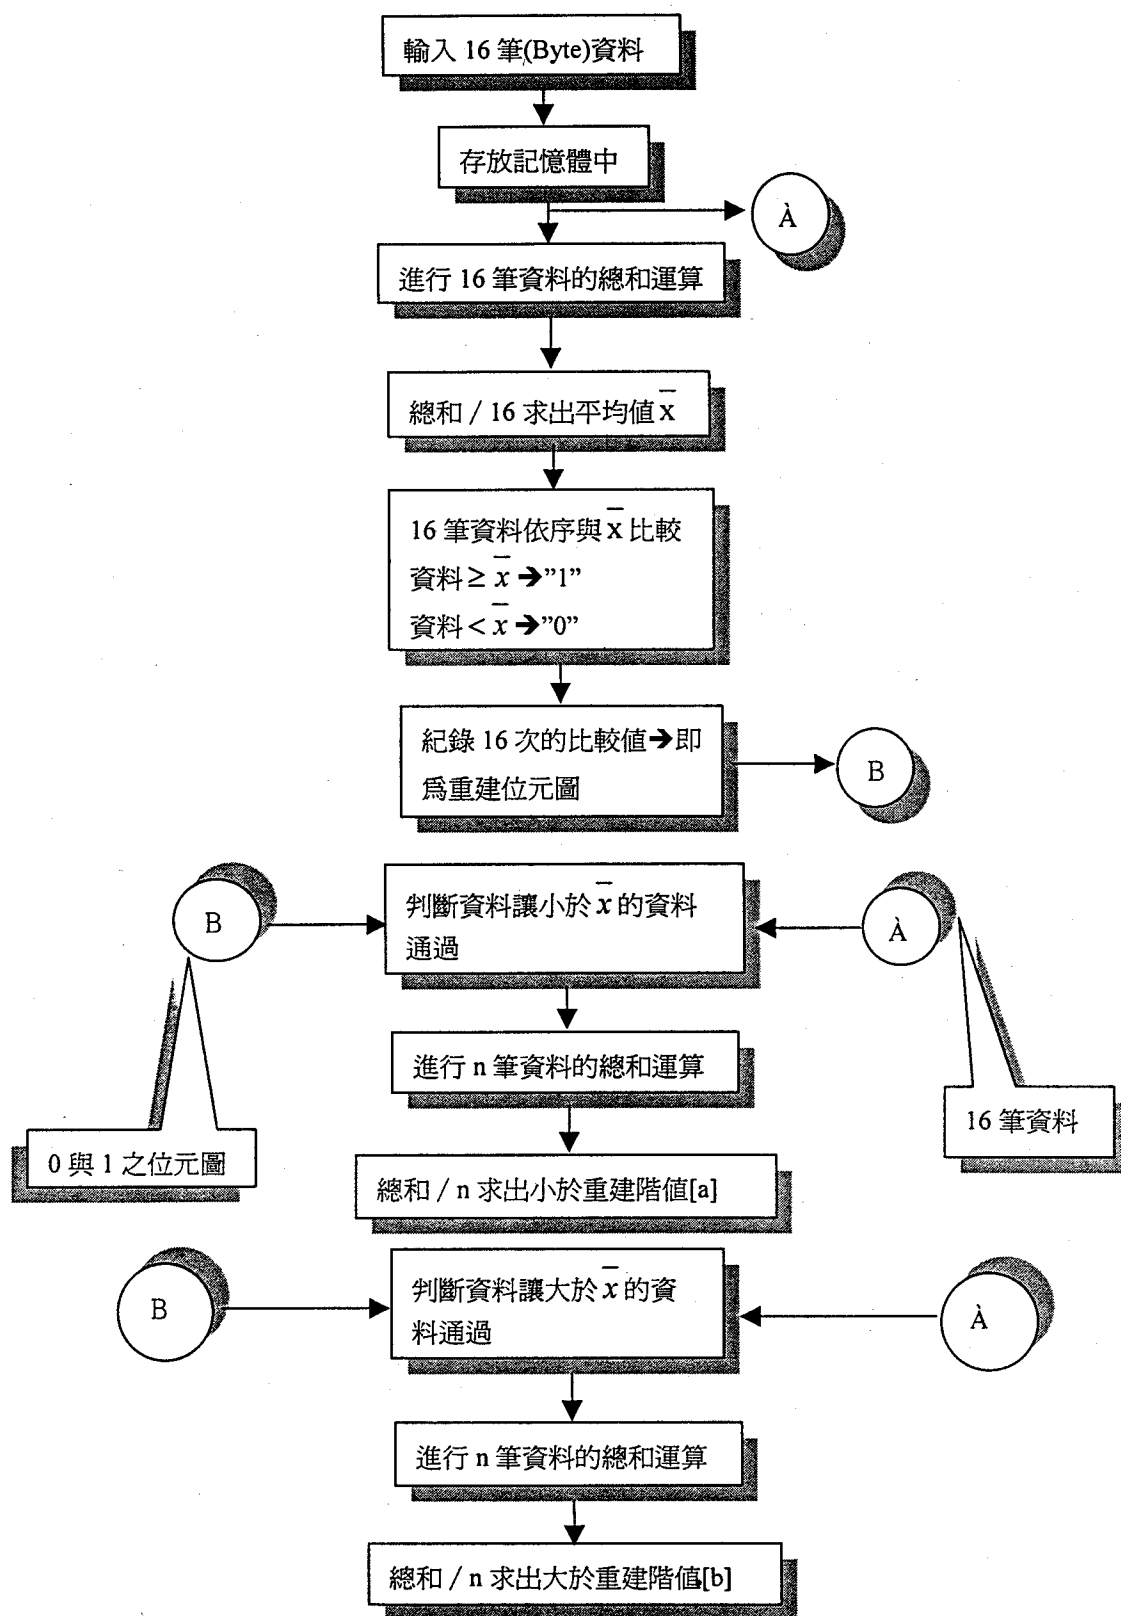 輸入 16 筆(Byte)資料
存放記憶體中
À
進行 16 筆資料的總和運算
總和 / 16 求出平均值 x̅
16 筆資料依序與 x̅ 比較
資料 ≥ x̅ ➔”1”
資料 < x̅ ➔”0”
紀錄 16 次的比較值➔即
為重建位元圖
B
B
判斷資料讓小於 x̅ 的資料
通過
À
進行 n 筆資料的總和運算
0 與 1 之位元圖
16 筆資料
總和 / n 求出小於重建階值[a]
B
判斷資料讓大於 x̅ 的資
料通過
À
進行 n 筆資料的總和運算
總和 / n 求出大於重建階值[b]